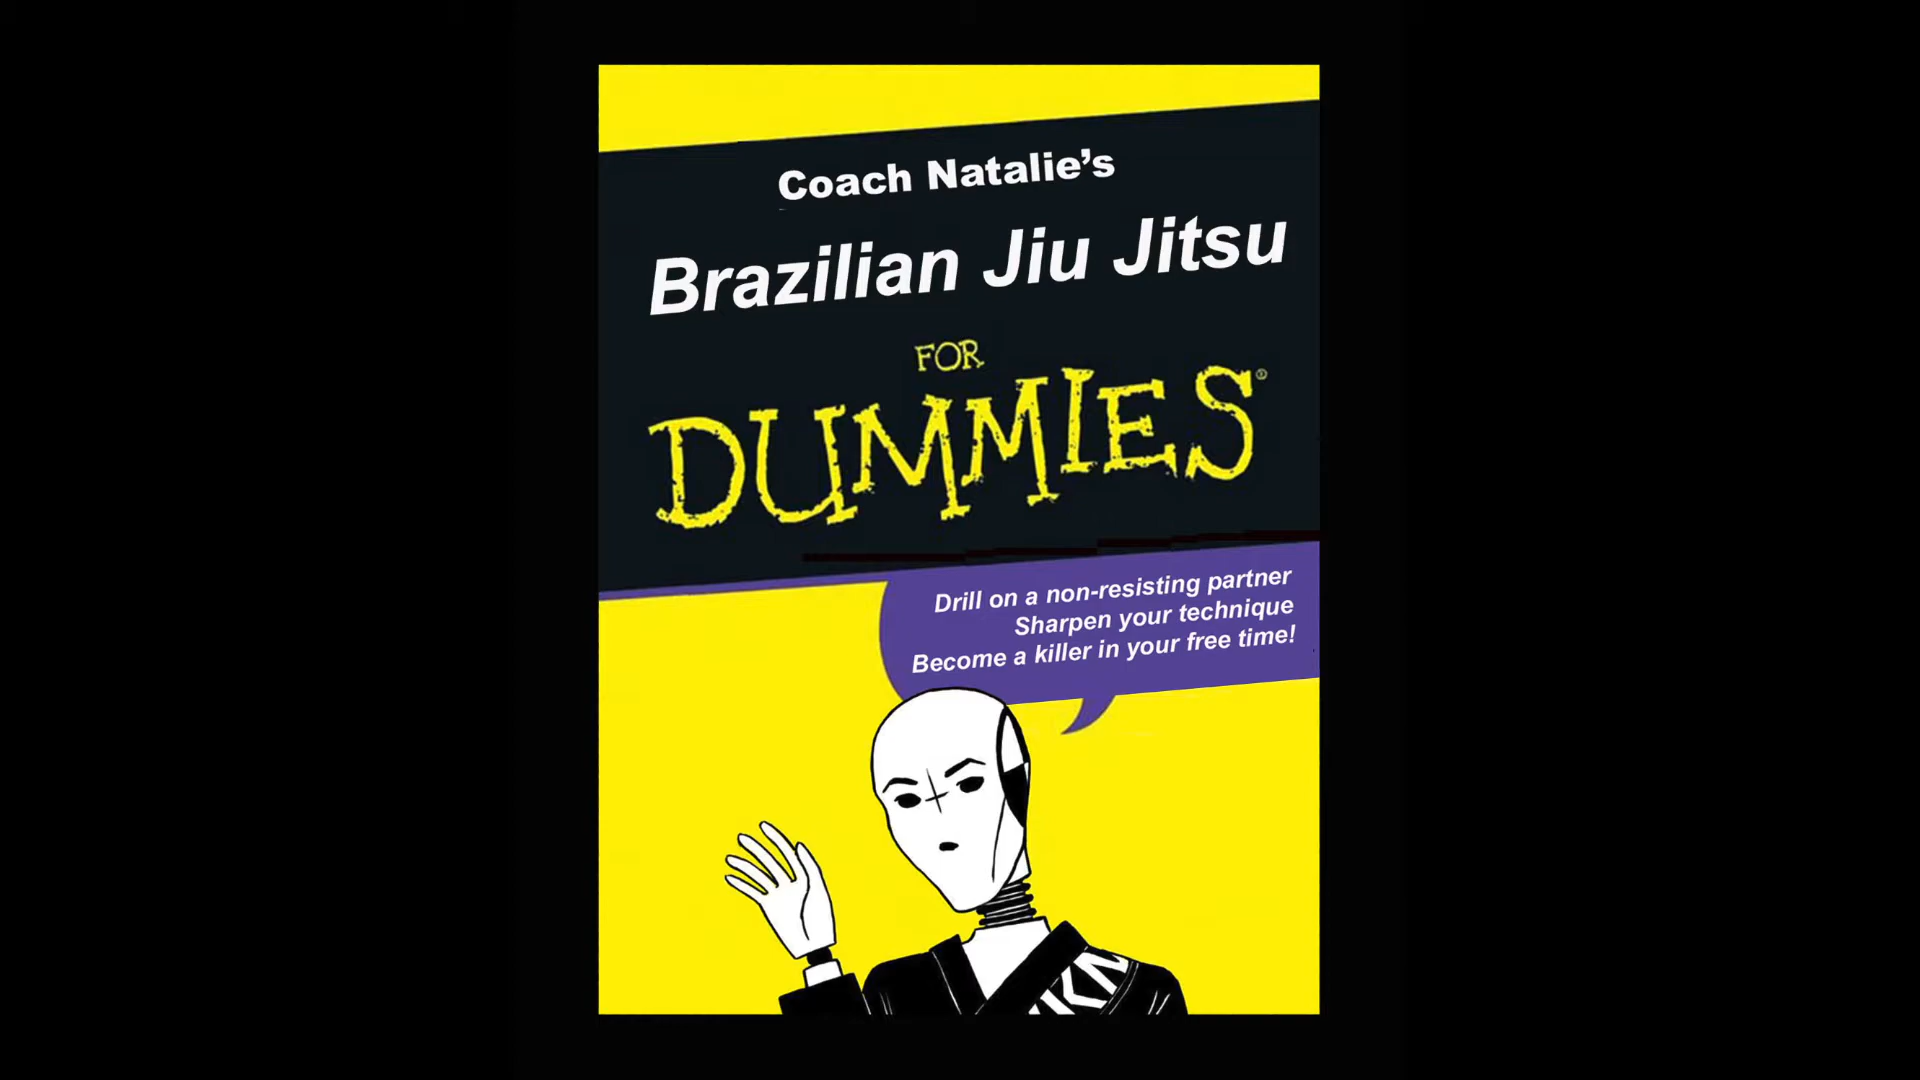 Coach Natalie’s
Brazilian Jiu Jitsu
FOR
DUMMIES®
Drill on a non-resisting partner
Sharpen your technique
Become a killer in your free time!